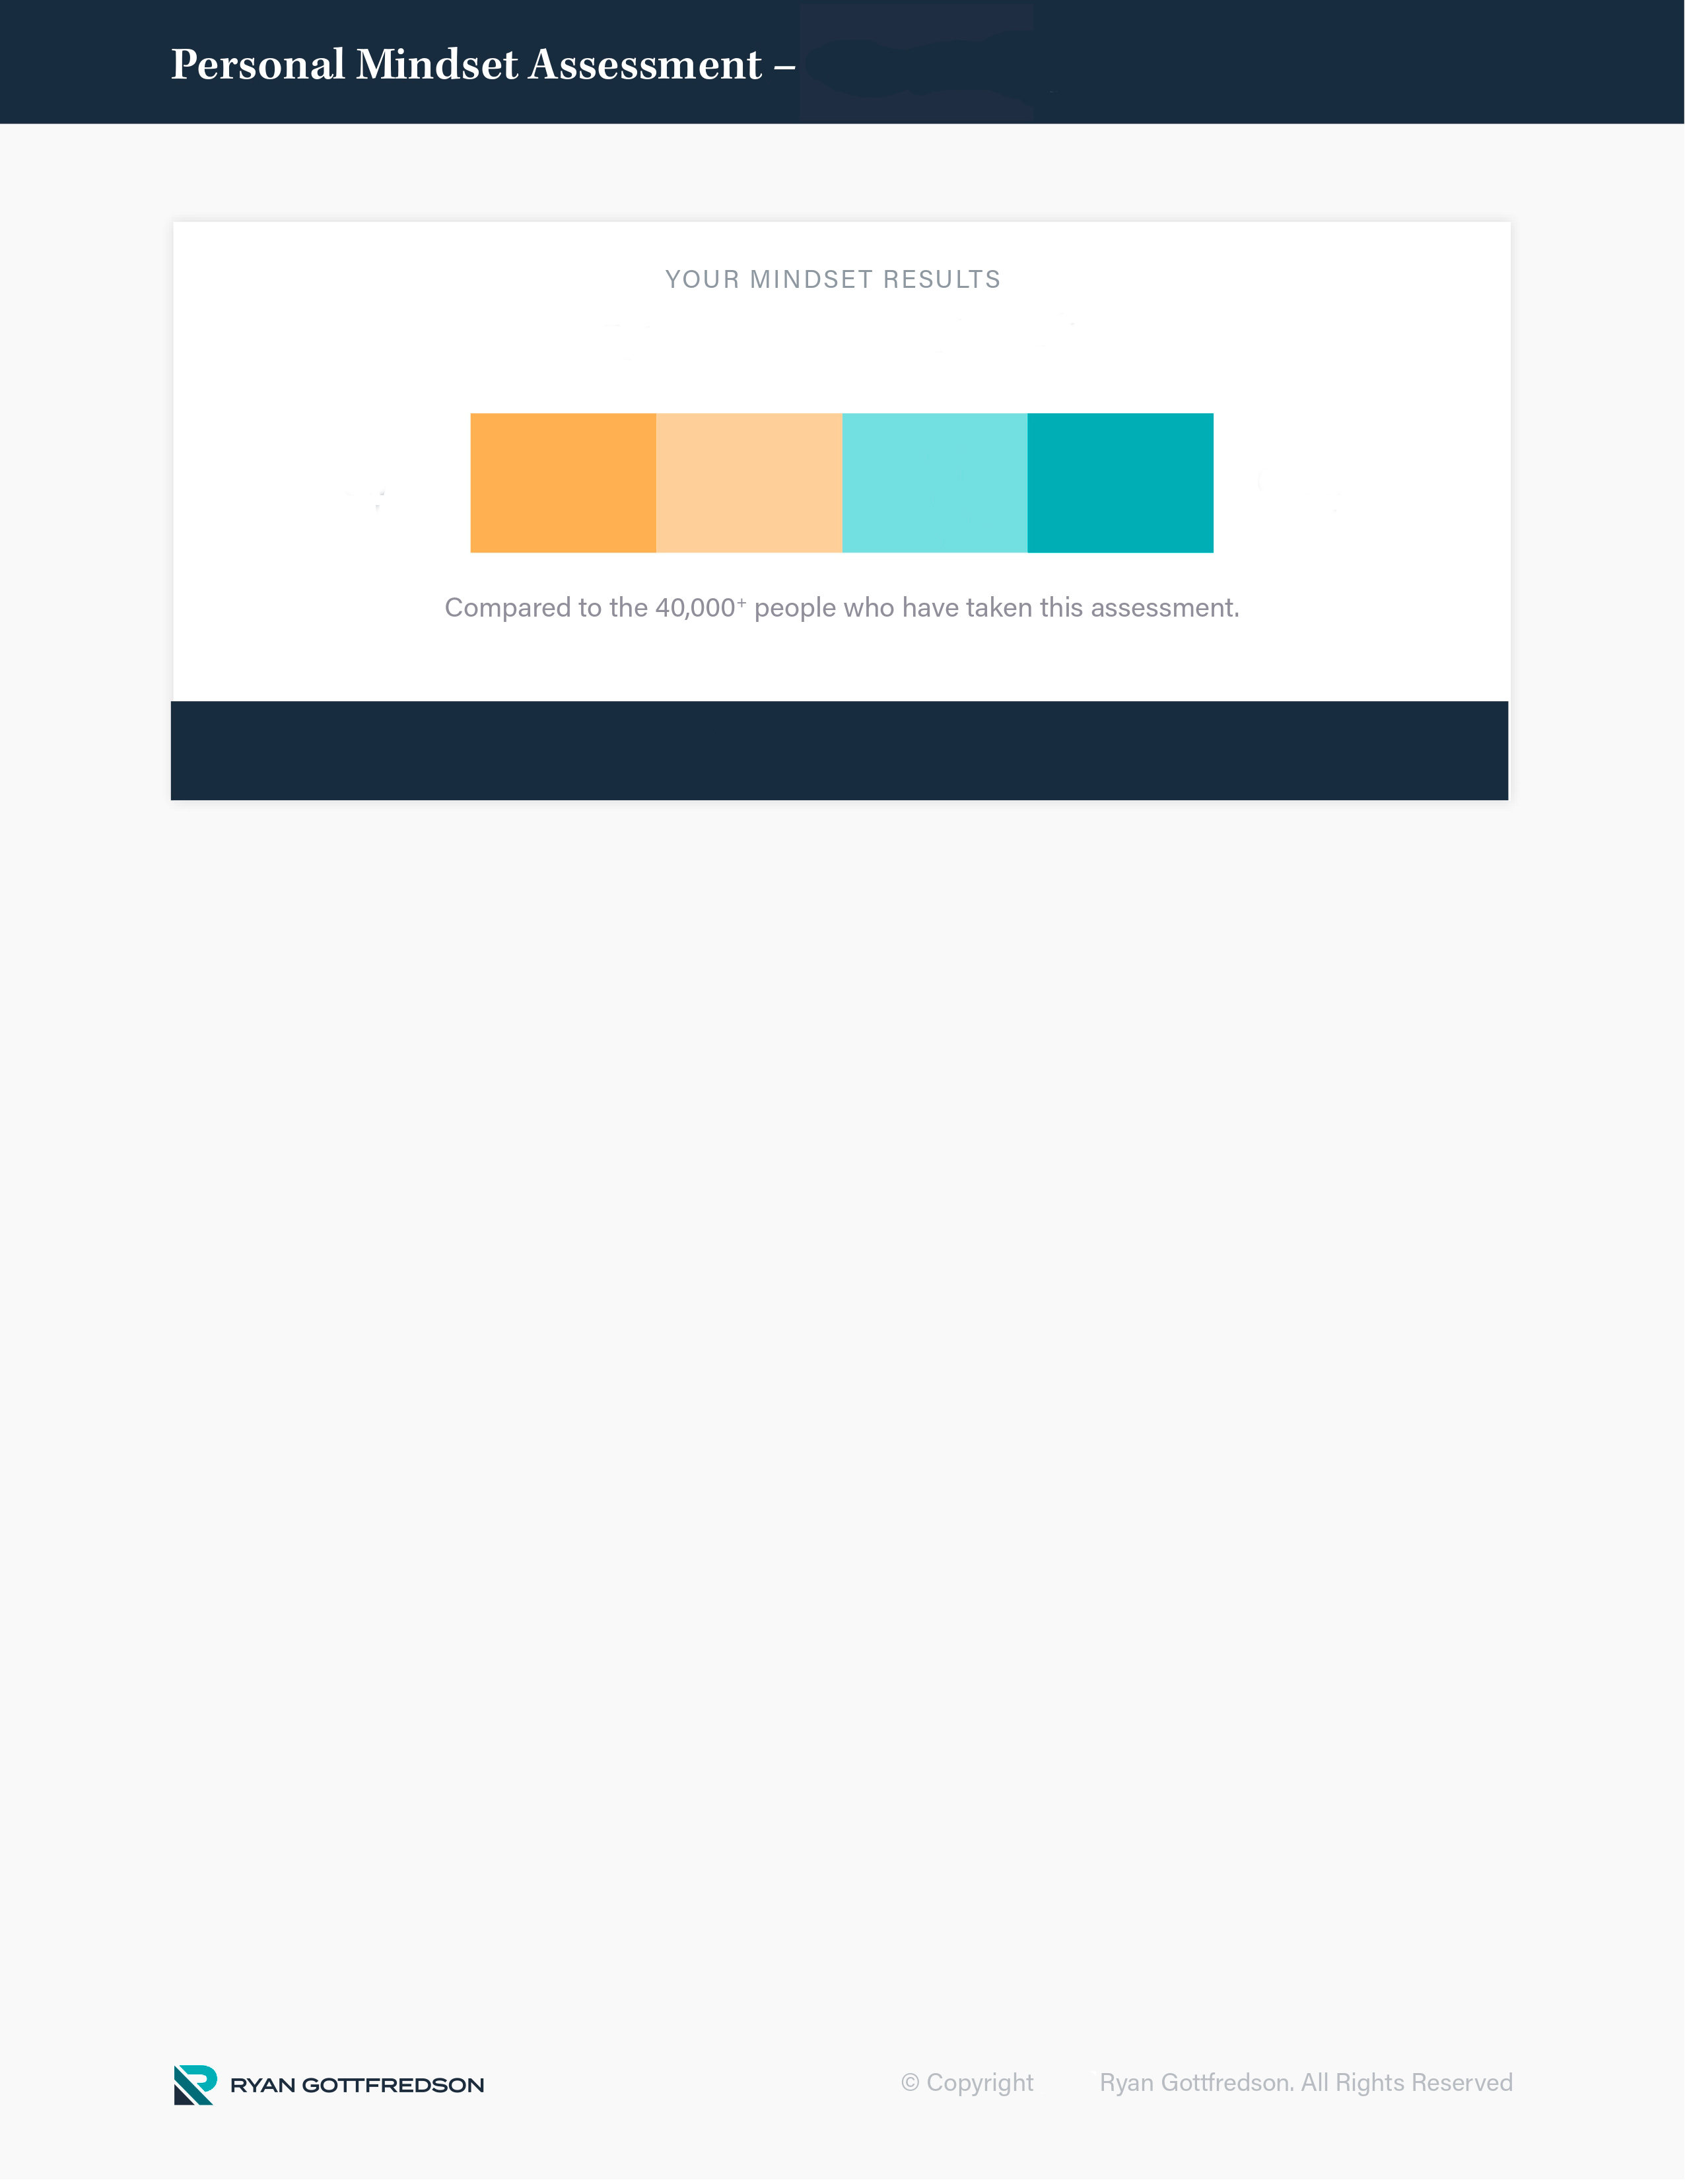 Personal Mindset Assessment –
YOUR MINDSET RESULTS
Compared to the 40,000⁺ people who have taken this assessment.
RYAN GOTTFREDSON
© Copyright Ryan Gottfredson. All Rights Reserved